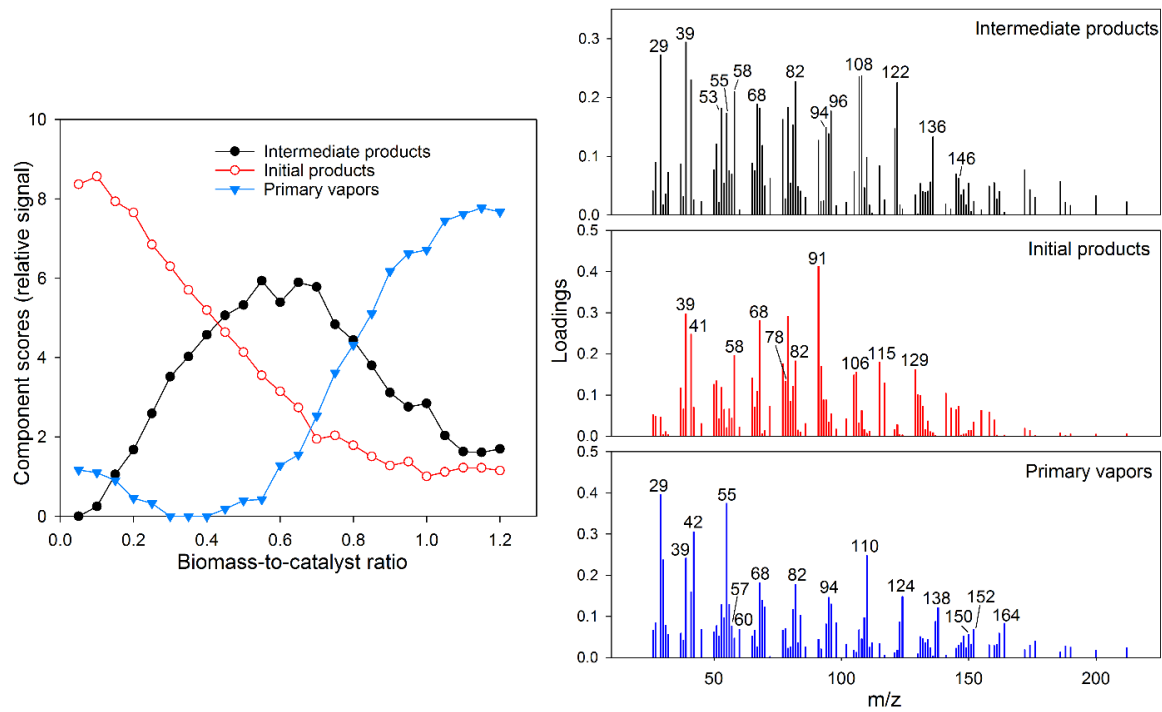 Component scores (relative signal)
10
8
6
4
2
0
Intermediate products
Initial products
Primary vapors
0.0 0.2 0.4 0.6 0.8 1.0 1.2
Biomass-to-catalyst ratio
Loadings
Intermediate products
0.3
0.2
0.1
0.0
29 39 53 55 58 68 82 94 96 108 122 136 146
Initial products
0.5
0.4
0.3
0.2
0.1
0.0
39 41 58 68 78 82 91 106 115 129
Primary vapors
0.5
0.4
0.3
0.2
0.1
0.0
29 39 42 55 57 60 68 82 94 110 124 138 150 152 164
50 100 150 200
m/z